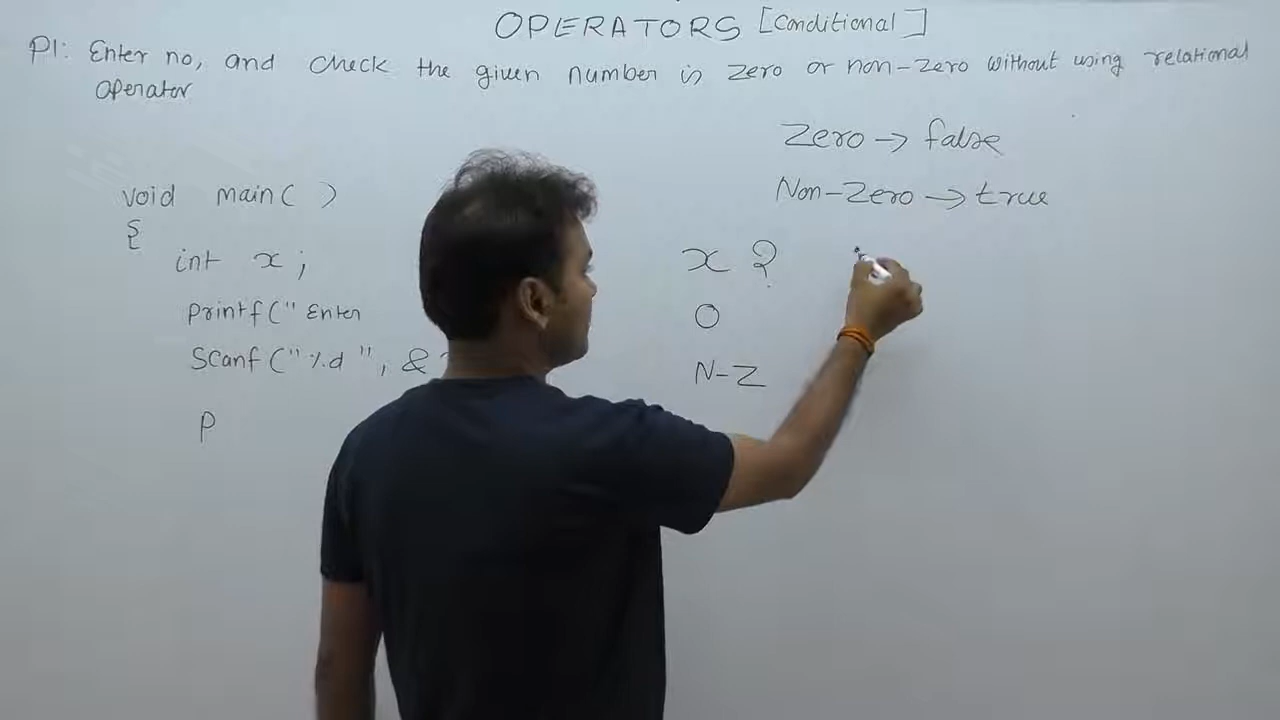 OPERATORS [Conditional]
P1: Enter no, and check the given number is zero or non-zero without using relational
operator
Zero → false
Non-Zero → true
void main( )
{
int x;
x ?
printf(" Enter
0
scanf("%d", &
N-Z
P